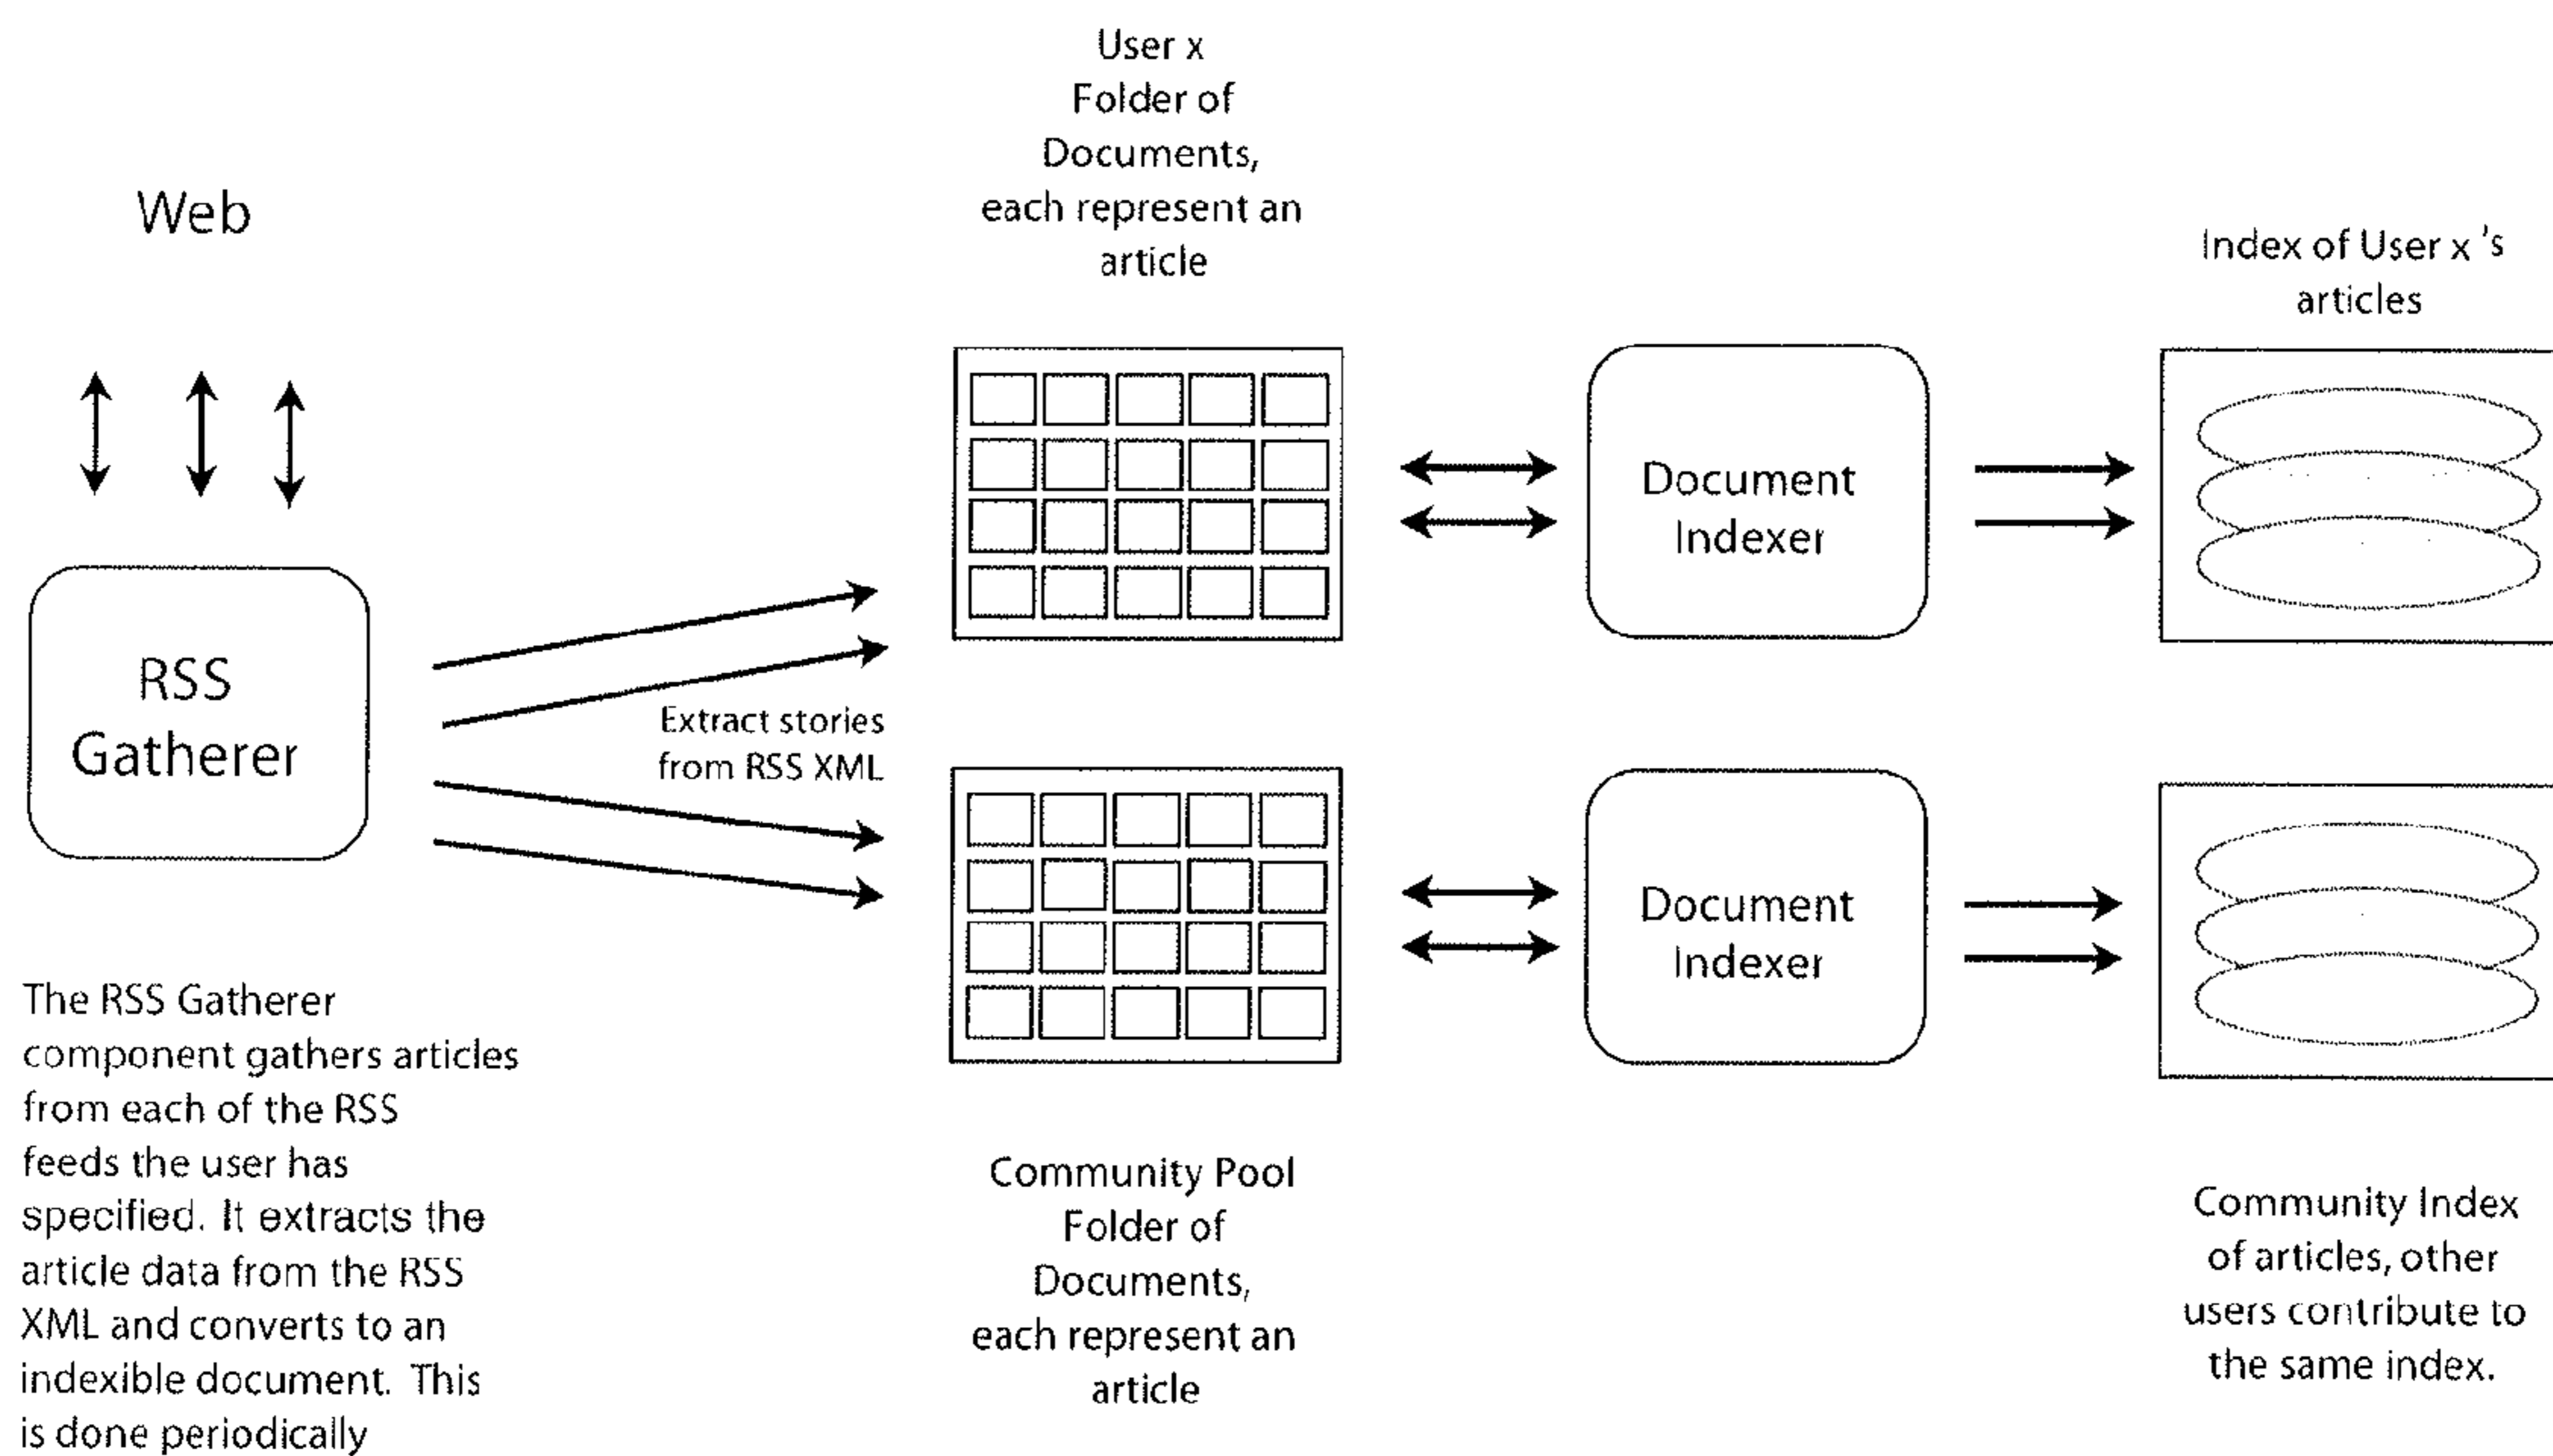 User x
Folder of
Documents,
each represent an
article
Web
Index of User x 's
articles
Document
Indexer
RSS
Gatherer
Extract stories
from RSS XML
Document
Indexer
The RSS Gatherer
component gathers articles
from each of the RSS
feeds the user has
specified. It extracts the
article data from the RSS
XML and converts to an
indexible document. This
is done periodically
Community Pool
Folder of
Documents,
each represent an
article
Community Index
of articles, other
users contribute to
the same index.